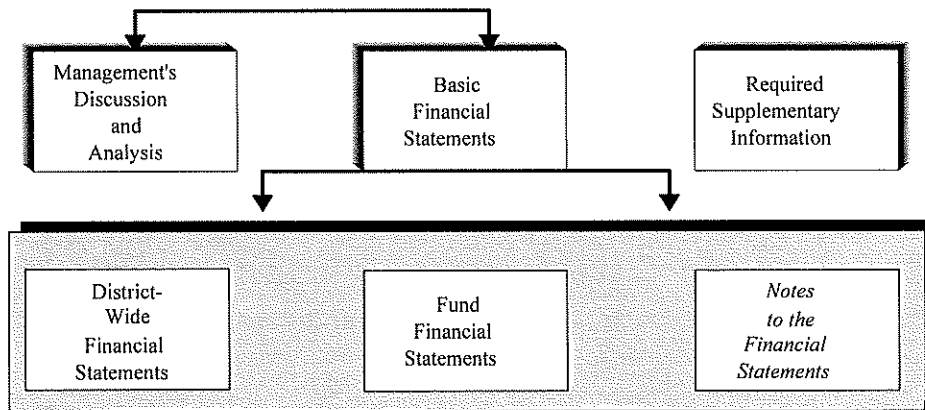 Management's
Discussion
and
Analysis
Basic
Financial
Statements
Required
Supplementary
Information
District-
Wide
Financial
Statements
Fund
Financial
Statements
Notes
to the
Financial
Statements